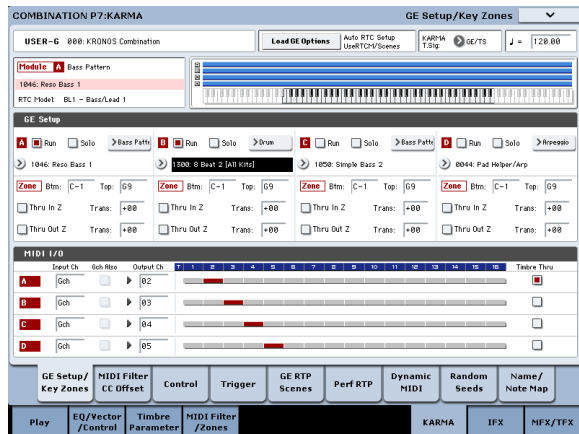 COMBINATION P7:KARMA GE Setup/Key Zones
USER-G 000: KRONOS Combination Load GE Options Auto RTC Setup UseRTCM/Scenes KARMA T.Sig: GE/TS ♩ = 120.00
Module A Bass Pattern
1046: Reso Bass 1
RTC Model: BL1 - Bass/Lead 1
GE Setup
A Run Solo >Bass Patte B Run Solo >Drum C Run Solo >Bass Patte D Run Solo >Arpeggio
1046: Reso Bass 1 1300: 8 Beat 2 [All Kits] 1050: Simple Bass 2 0044: Pad Helper/Arp
Zone Btm: C-1 Top: G9 Zone Btm: C-1 Top: G9 Zone Btm: C-1 Top: G9 Zone Btm: C-1 Top: G9
Thru In Z Trans: +00 Thru In Z Trans: +00 Thru In Z Trans: +00 Thru In Z Trans: +00
Thru Out Z Trans: +00 Thru Out Z Trans: +00 Thru Out Z Trans: +00 Thru Out Z Trans: +00
MIDI I/O
Input Ch Gch Also Output Ch T 1 2 3 4 5 6 7 8 9 10 11 12 13 14 15 16 Timbre Thru
A Gch 02
B Gch 03
C Gch 04
D Gch 05
GE Setup/ Key Zones MIDI Filter CC Offset Control Trigger GE RTP Scenes Perf RTP Dynamic MIDI Random Seeds Name/ Note Map
Play EQ/Vector /Control Timbre Parameter MIDI Filter /Zones KARMA IFX MFX/TFX